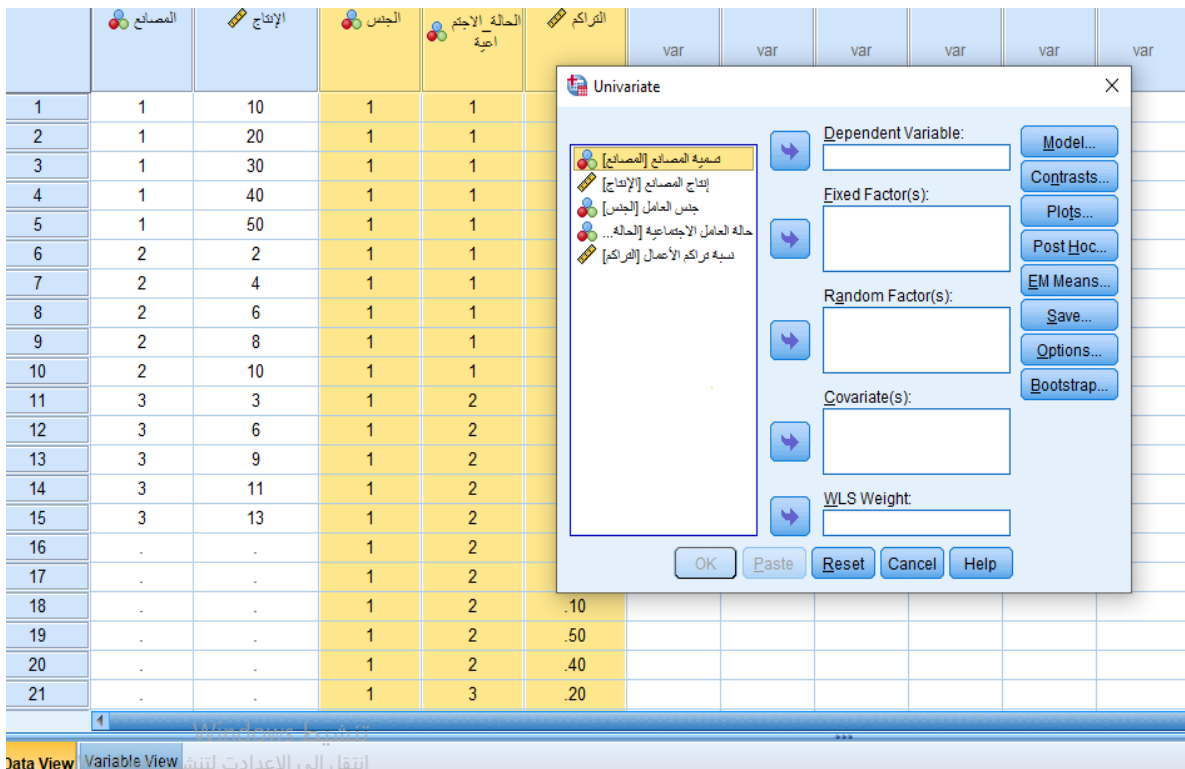 المصانع الإنتاج الجنس الحالة_الاجتم التراكم
اعية
var var var var var var
Univariate
1 1 10 1 1
2 1 20 1 1
3 1 30 1 1
4 1 40 1 1
5 1 50 1 1
6 2 2 1 1
7 2 4 1 1
8 2 6 1 1
9 2 8 1 1
10 2 10 1 1
11 3 3 1 2
12 3 6 1 2
13 3 9 1 2
14 3 11 1 2
15 3 13 1 2
16 . . 1 2
17 . . 1 2
18 . . 1 2 .10
19 . . 1 2 .50
20 . . 1 2 .40
21 . . 1 3 .20
تسمية المصانع [المصانع]
إنتاج المصانع [الإنتاج]
جنس العامل [الجنس]
حالة العامل الاجتماعية [الحالة...
نسبة تراكم الأعمال [التراكم]
Dependent Variable:
Fixed Factor(s):
Random Factor(s):
Covariate(s):
WLS Weight:
Model...
Contrasts...
Plots...
Post Hoc...
EM Means...
Save...
Options...
Bootstrap...
OK Paste Reset Cancel Help
تنشيط Windows
انتقل إلى الإعدادت لتنش
Data View Variable View